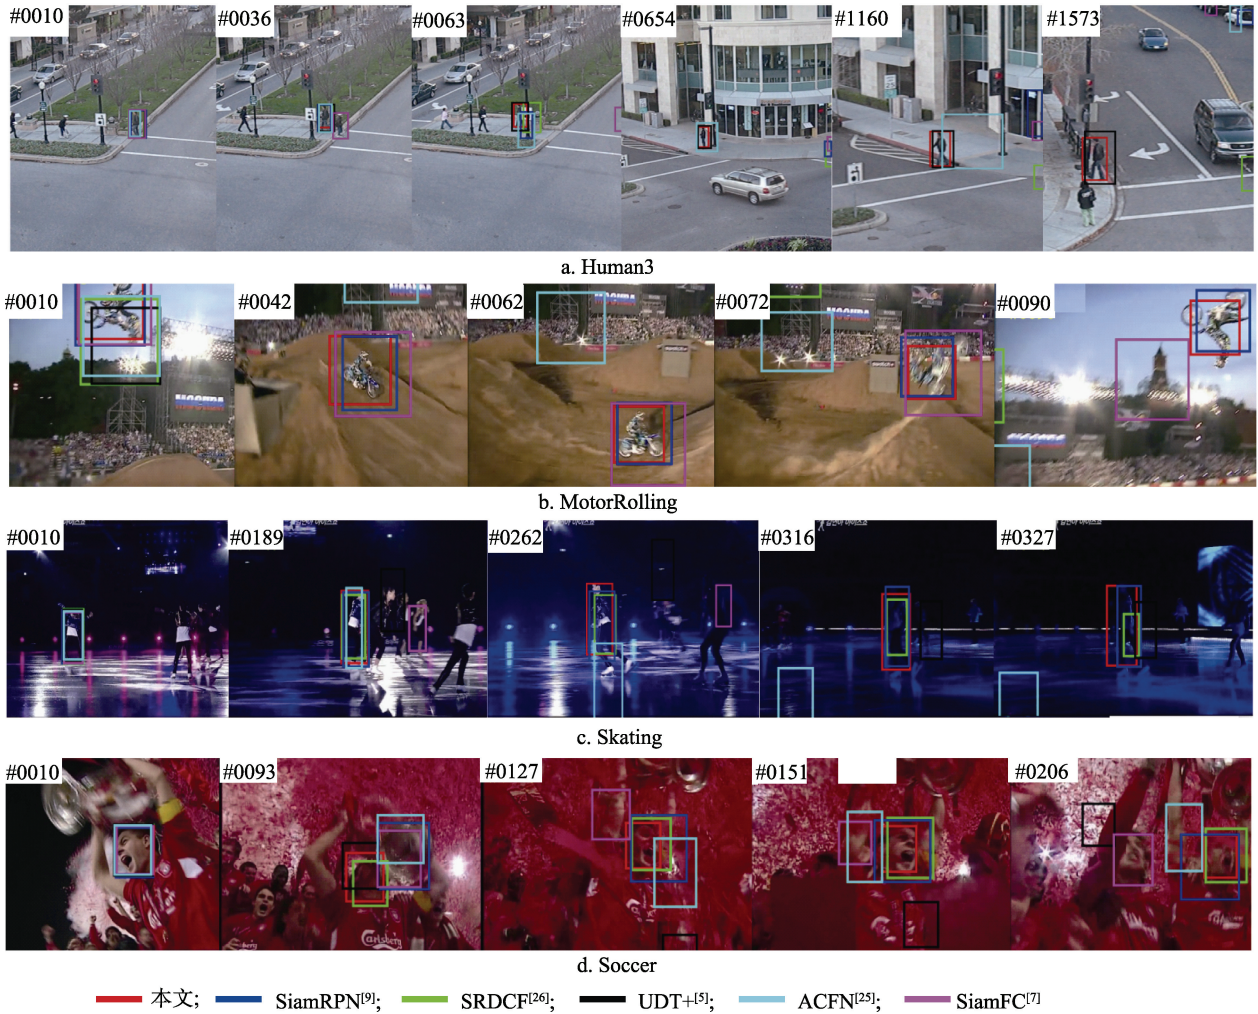 #0010 #0036 #0063 #0654 #1160 #1573
a. Human3
#0010 #0042 #0062 #0072 #0090
b. MotorRolling
#0010 #0189 #0262 #0316 #0327
c. Skating
#0010 #0093 #0127 #0151 #0206
Carlsberg
d. Soccer
本文; SiamRPN[9]; SRDCF[26]; UDT+[5]; ACFN[25]; SiamFC[7]